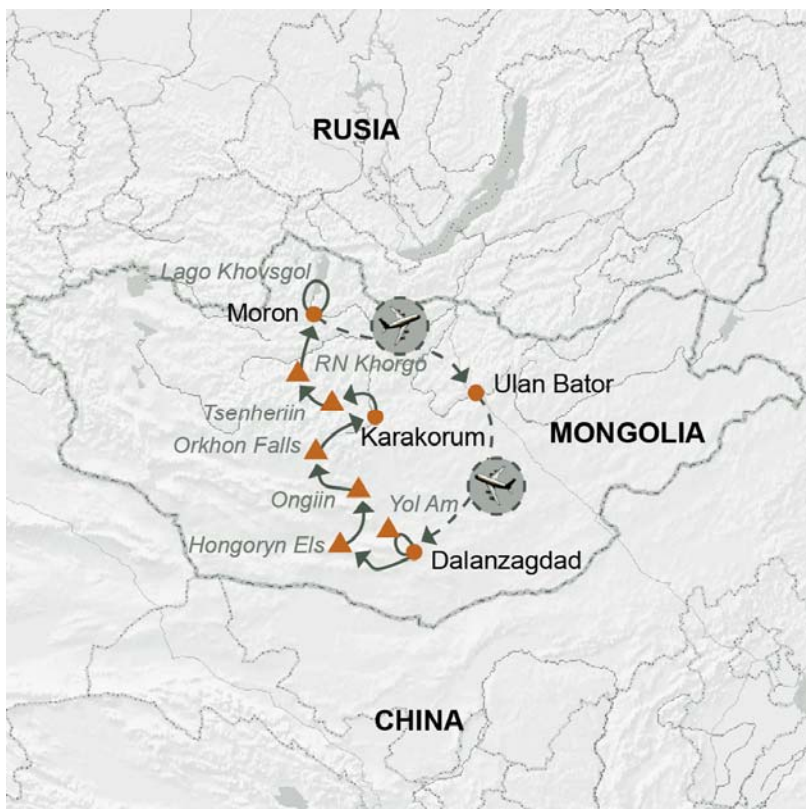 RUSIA
Lago Khovsgol
Moron
RN Khorgo
Ulan Bator
Tsenheriin
Karakorum
MONGOLIA
Orkhon Falls
Ongiin
Yol Am
Hongoryn Els
Dalanzagdad
CHINA